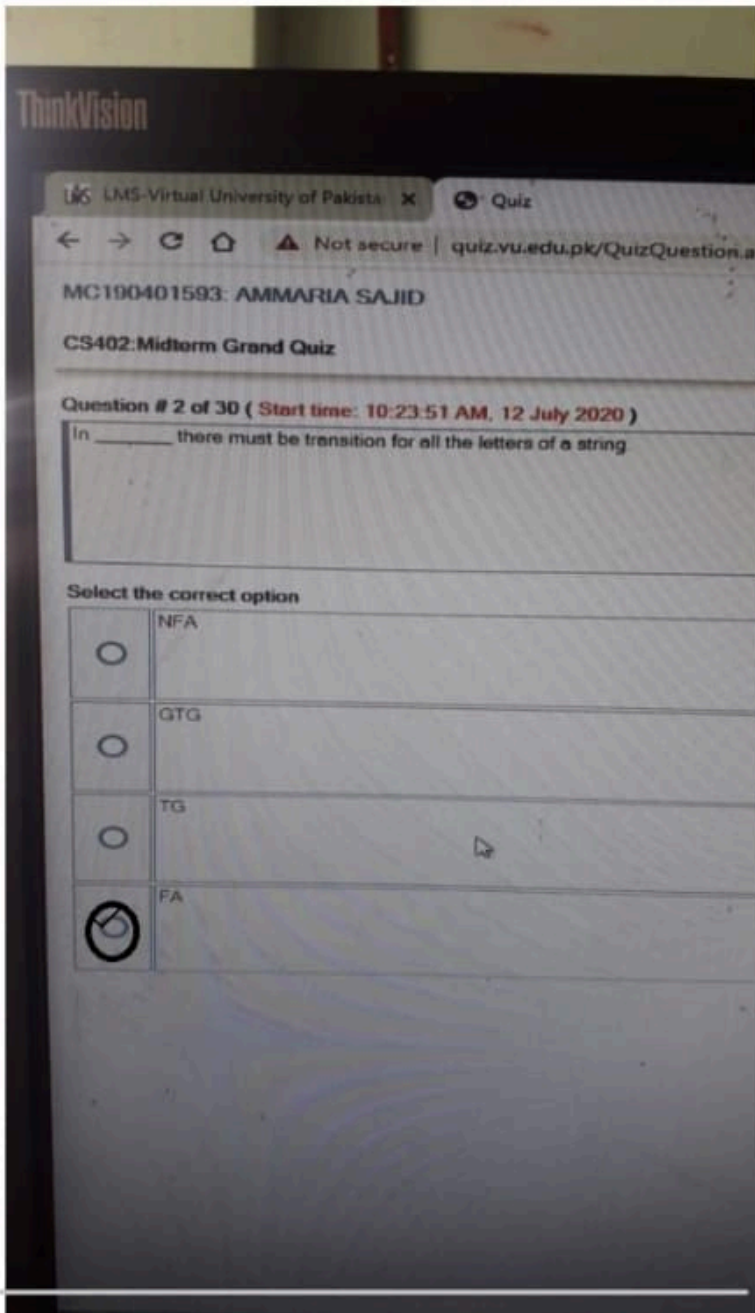 ThinkVision
LMS-Virtual University of Pakista
Quiz
Not secure | quiz.vu.edu.pk/QuizQuestion.a
MC190401593: AMMARIA SAJID
CS402:Midterm Grand Quiz
Question # 2 of 30 ( Start time: 10:23:51 AM, 12 July 2020 )
In ________ there must be transition for all the letters of a string
Select the correct option
NFA
GTG
TG
FA